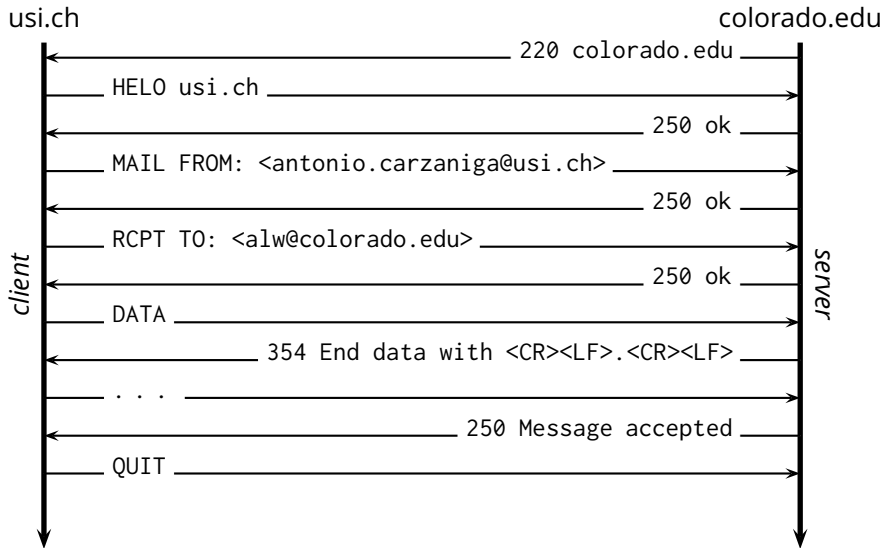 usi.ch
colorado.edu
220 colorado.edu
HELO usi.ch
250 ok
MAIL FROM: <antonio.carzaniga@usi.ch>
250 ok
RCPT TO: <alw@colorado.edu>
250 ok
client
server
DATA
354 End data with <CR><LF>.<CR><LF>
. . .
250 Message accepted
QUIT